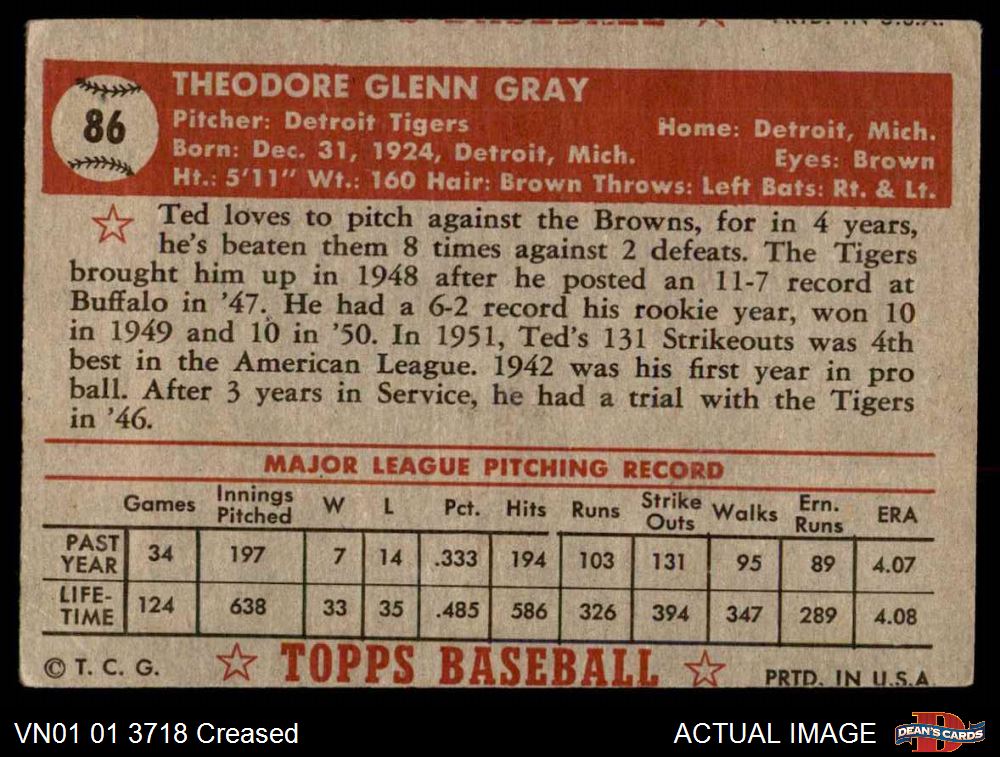 TOPPS BASEBALL PRTD. IN U.S.A.
86
THEODORE GLENN GRAY
Pitcher: Detroit Tigers Home: Detroit, Mich.
Born: Dec. 31, 1924, Detroit, Mich. Eyes: Brown
Ht.: 5'11" Wt.: 160 Hair: Brown Throws: Left Bats: Rt. & Lt.
Ted loves to pitch against the Browns, for in 4 years,
he's beaten them 8 times against 2 defeats. The Tigers
brought him up in 1948 after he posted an 11-7 record at
Buffalo in '47. He had a 6-2 record his rookie year, won 10
in 1949 and 10 in '50. In 1951, Ted's 131 Strikeouts was 4th
best in the American League. 1942 was his first year in pro
ball. After 3 years in Service, he had a trial with the Tigers
in '46.
MAJOR LEAGUE PITCHING RECORD
Games Innings Pitched W L Pct. Hits Runs Strike Outs Walks Ern. Runs ERA
PAST YEAR 34 197 7 14 .333 194 103 131 95 89 4.07
LIFE-TIME 124 638 33 35 .485 586 326 394 347 289 4.08
© T. C. G. TOPPS BASEBALL PRTD. IN U.S.A
VN01 01 3718 Creased ACTUAL IMAGE DEAN'S CARDS